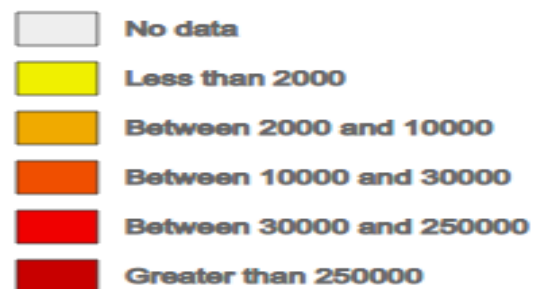 No data
Less than 2000
Between 2000 and 10000
Between 10000 and 30000
Between 30000 and 250000
Greater than 250000